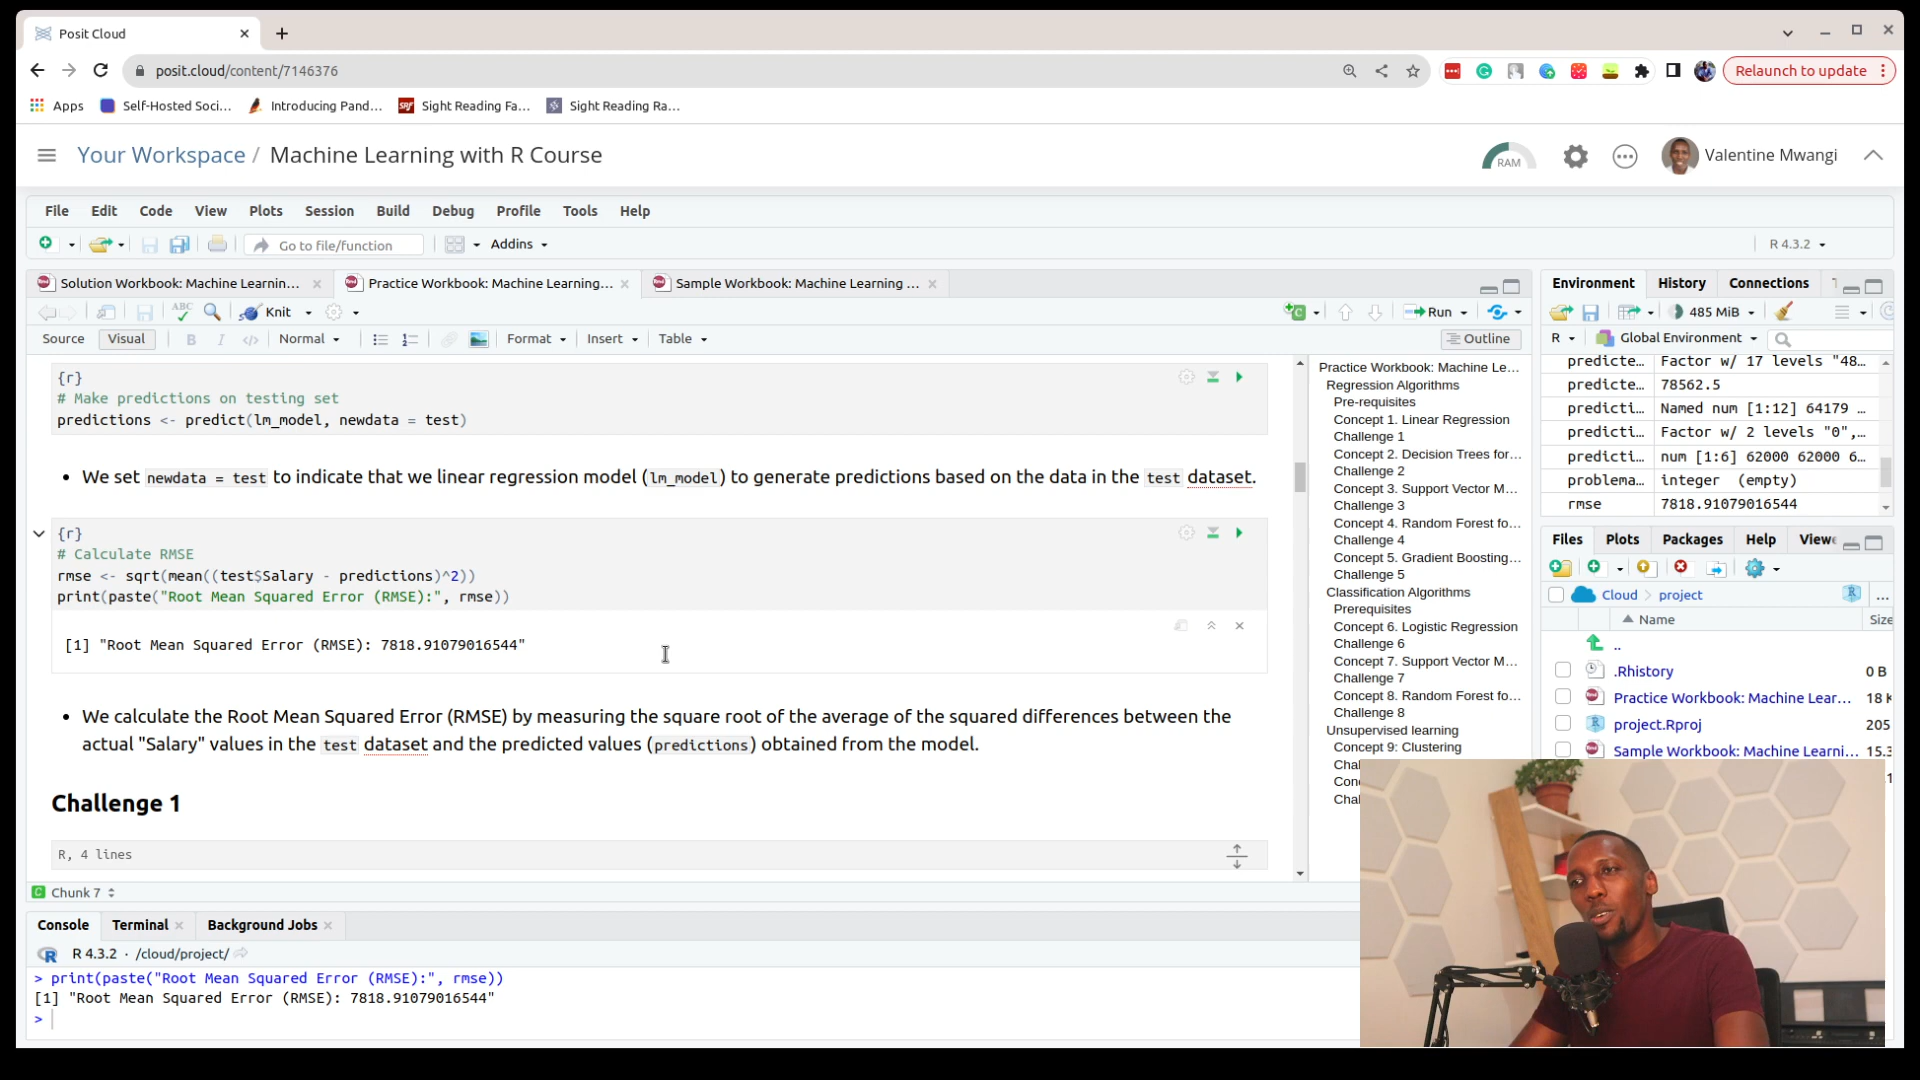 Posit Cloud
posit.cloud/content/7146376
Relaunch to update
Apps
Self-Hosted Soci...
Introducing Pand...
Sight Reading Fa...
Sight Reading Ra...
Your Workspace / Machine Learning with R Course
RAM
Valentine Mwangi
File Edit Code View Plots Session Build Debug Profile Tools Help
Go to file/function
Addins
R 4.3.2
Solution Workbook: Machine Learnin...
Practice Workbook: Machine Learning...
Sample Workbook: Machine Learning ...
ABC
Knit
Run
Source Visual
B I </>
Normal
Format
Insert
Table
Outline
{r}
# Make predictions on testing set
predictions <- predict(lm_model, newdata = test)
We set newdata = test to indicate that we linear regression model (lm_model) to generate predictions based on the data in the test dataset.
{r}
# Calculate RMSE
rmse <- sqrt(mean((test$Salary - predictions)^2))
print(paste("Root Mean Squared Error (RMSE):", rmse))
[1] "Root Mean Squared Error (RMSE): 7818.91079016544"
We calculate the Root Mean Squared Error (RMSE) by measuring the square root of the average of the squared differences between the
actual "Salary" values in the test dataset and the predicted values (predictions) obtained from the model.
Challenge 1
R, 4 lines
Chunk 7
Practice Workbook: Machine Le...
Regression Algorithms
Pre-requisites
Concept 1. Linear Regression
Challenge 1
Concept 2. Decision Trees for...
Challenge 2
Concept 3. Support Vector M...
Challenge 3
Concept 4. Random Forest fo...
Challenge 4
Concept 5. Gradient Boosting...
Challenge 5
Classification Algorithms
Prerequisites
Concept 6. Logistic Regression
Challenge 6
Concept 7. Support Vector M...
Challenge 7
Concept 8. Random Forest fo...
Challenge 8
Unsupervised learning
Concept 9: Clustering
Cha
Con
Cha
Console Terminal Background Jobs
R 4.3.2 · /cloud/project/
> print(paste("Root Mean Squared Error (RMSE):", rmse))
[1] "Root Mean Squared Error (RMSE): 7818.91079016544"
>
Environment History Connections
485 MiB
R Global Environment
predicte... Factor w/ 17 levels "48...
predicte... 78562.5
predicti... Named num [1:12] 64179 ...
predicti... Factor w/ 2 levels "0",...
predicti... num [1:6] 62000 62000 6...
problema... integer (empty)
rmse 7818.91079016544
Files Plots Packages Help View
Cloud > project
...
Name Size
..
.Rhistory 0 B
Practice Workbook: Machine Lear... 18 K
project.Rproj 205
Sample Workbook: Machine Learni... 15.3